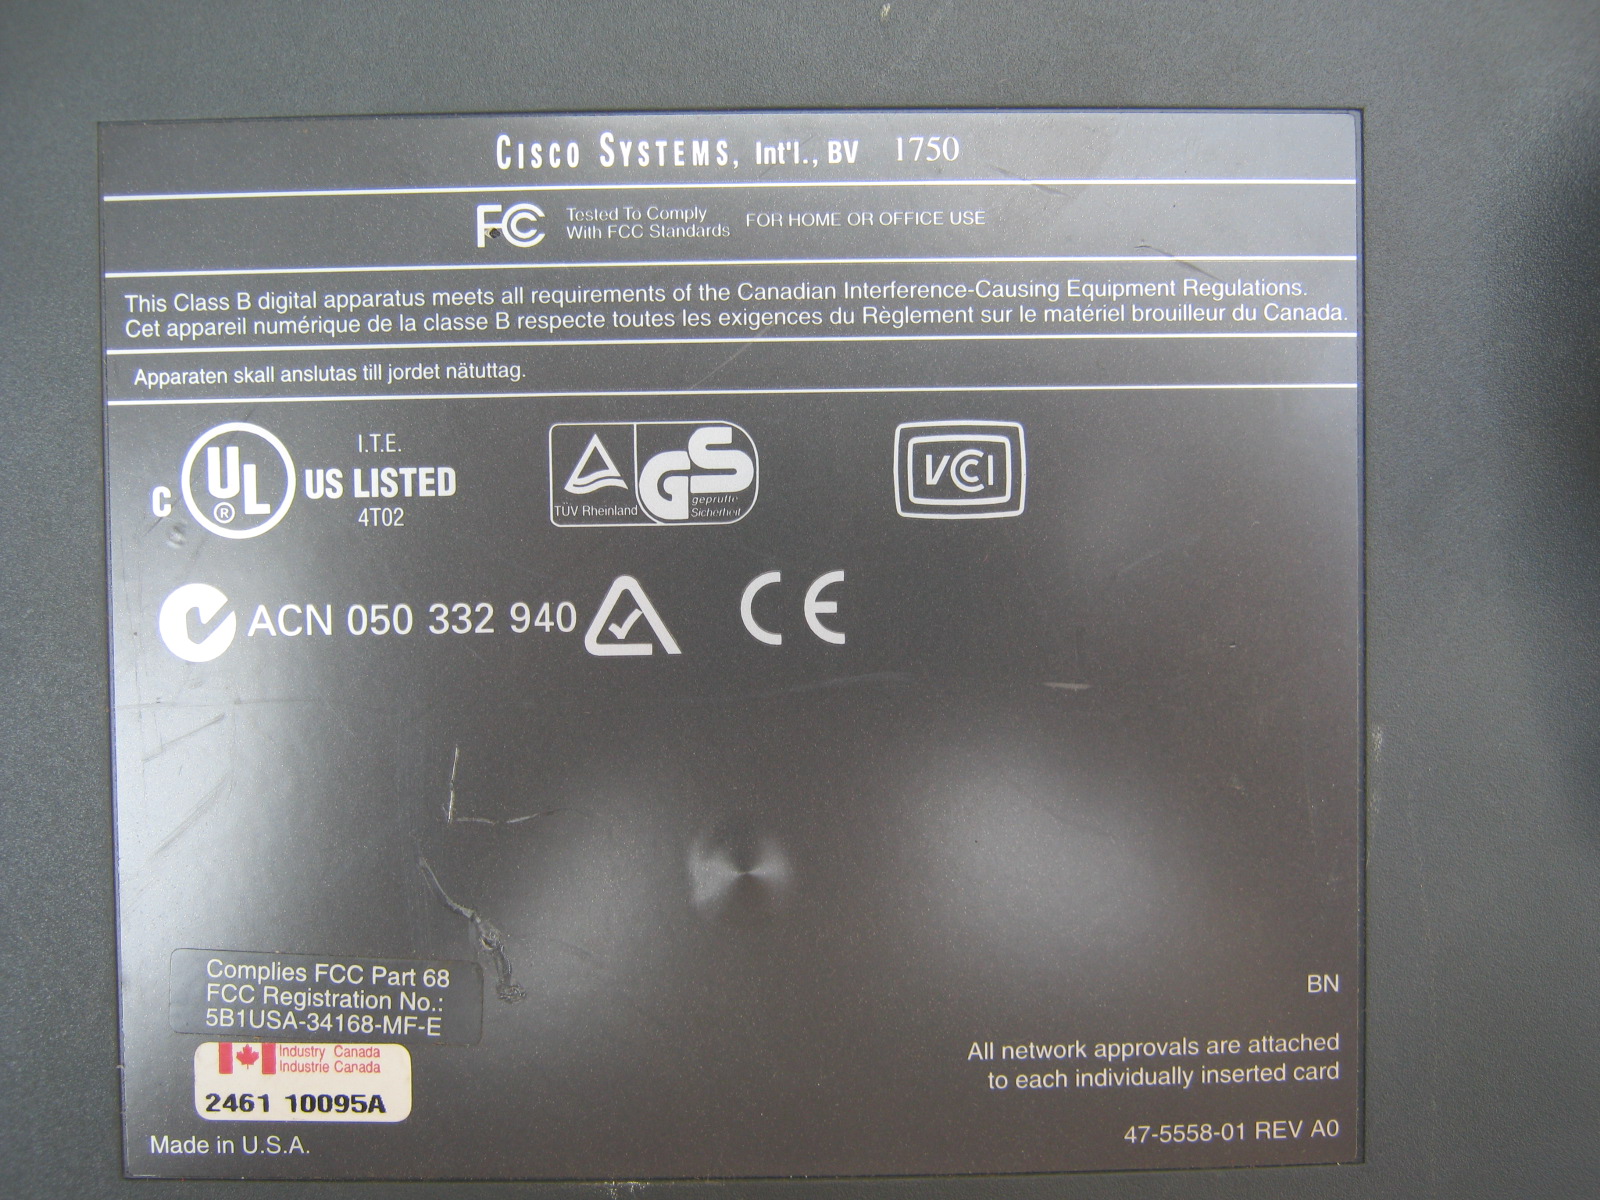 CISCO SYSTEMS, Int'l., BV 1750
FC Tested To Comply FOR HOME OR OFFICE USE
With FCC Standards
This Class B digital apparatus meets all requirements of the Canadian Interference-Causing Equipment Regulations.
Cet appareil numérique de la classe B respecte toutes les exigences du Règlement sur le matériel brouilleur du Canada.
Apparaten skall anslutas till jordet nätuttag.
I.T.E.
C UL ® US LISTED
4T02
TÜV Rheinland
GS
geprüfte
Sicherheit
VCCI
ACN 050 332 940
CE
Complies FCC Part 68
FCC Registration No.:
5B1USA-34168-MF-E
Industry Canada
Industrie Canada
2461 10095A
Made in U.S.A.
BN
All network approvals are attached
to each individually inserted card
47-5558-01 REV A0